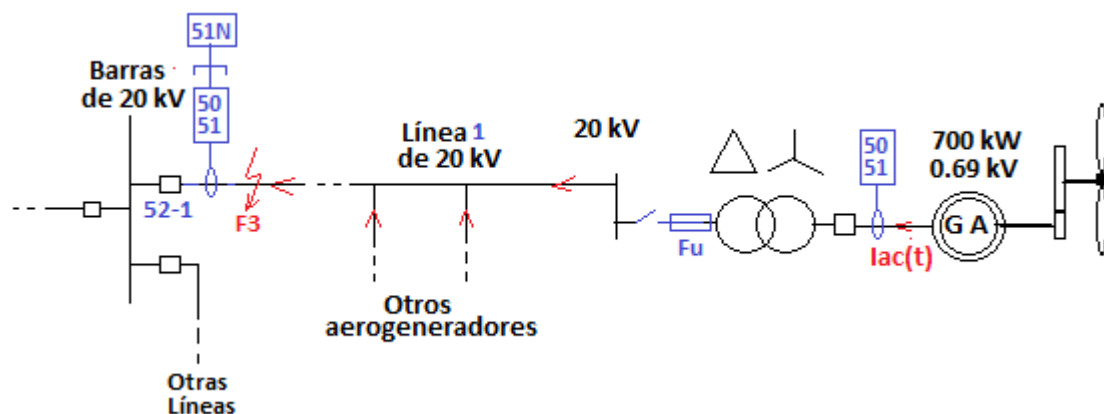 51N
Barras
de 20 kV
50
51
52-1
F3
Línea 1
de 20 kV
20 kV
Fu
50
51
700 kW
0.69 kV
G A
Iac(t)
Otros
aerogeneradores
Otras
Líneas